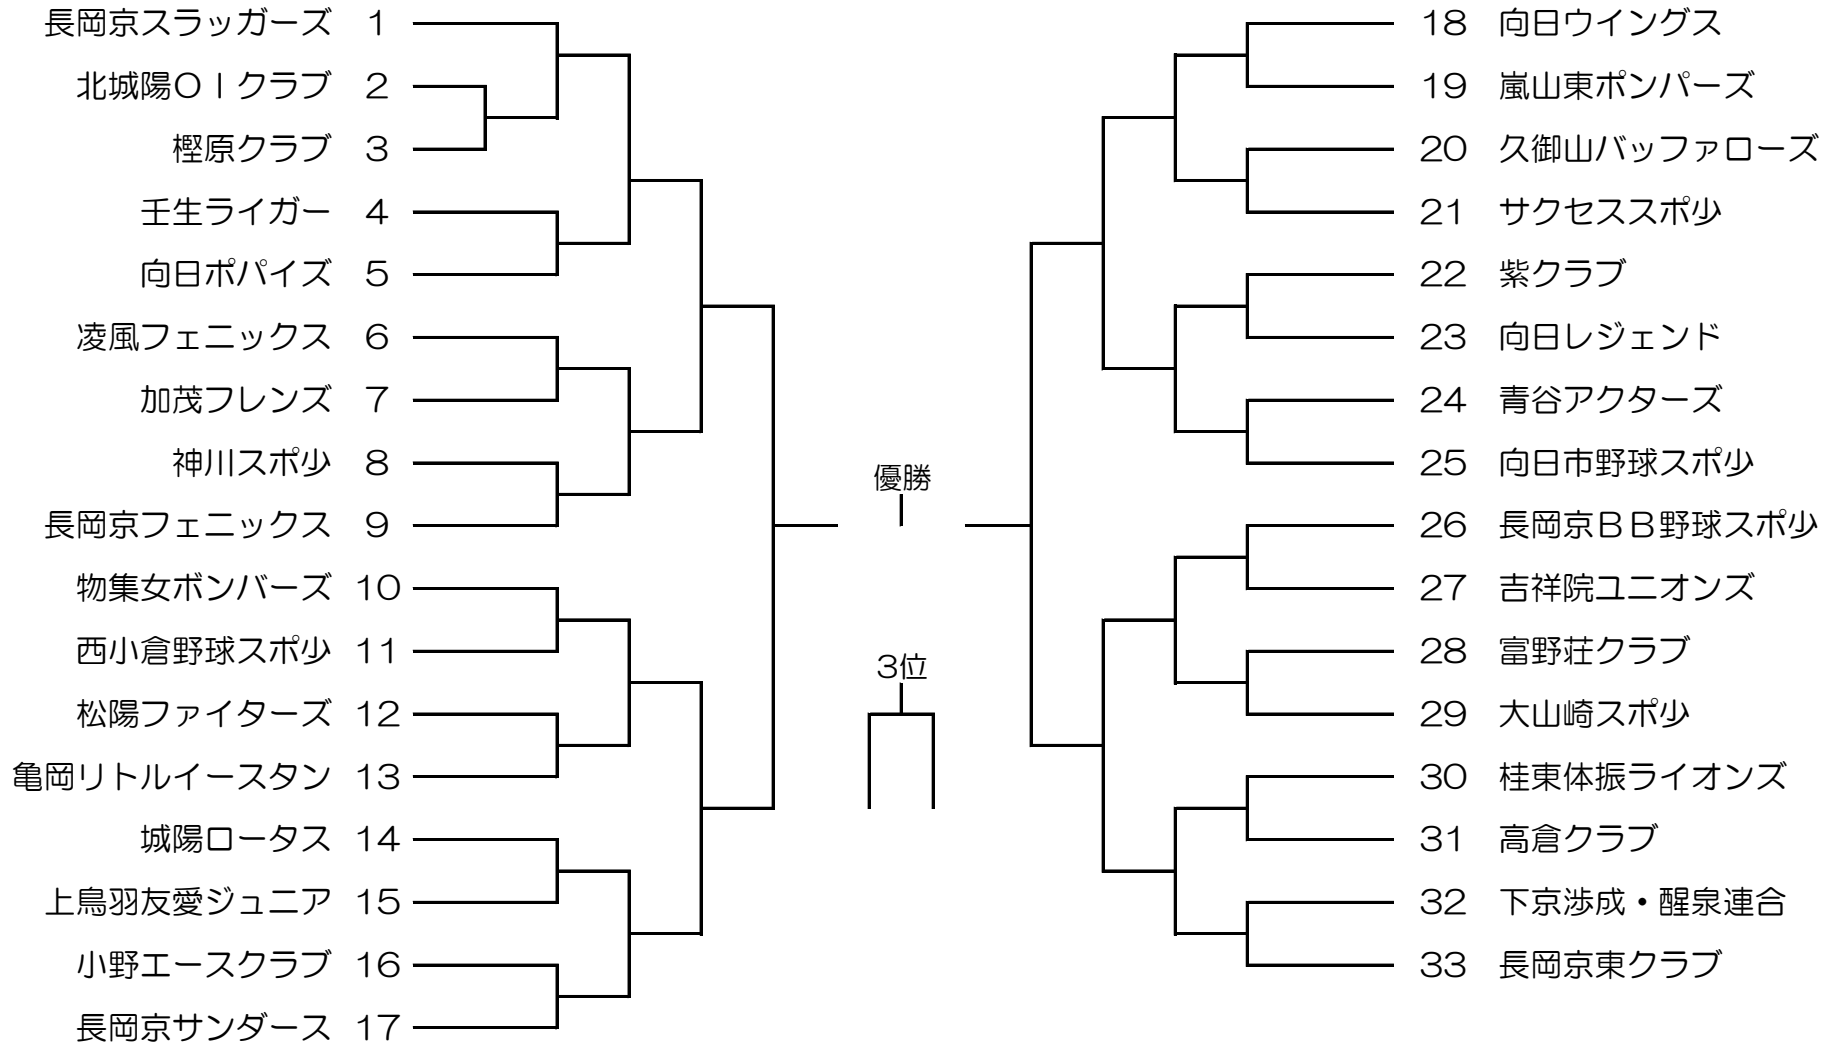 長岡京スラッガーズ 1
北城陽ＯＩクラブ 2
樫原クラブ 3
壬生ライガー 4
向日ポパイズ 5
凌風フェニックス 6
加茂フレンズ 7
神川スポ少 8
長岡京フェニックス 9
物集女ボンバーズ 10
西小倉野球スポ少 11
松陽ファイターズ 12
亀岡リトルイースタン 13
城陽ロータス 14
上鳥羽友愛ジュニア 15
小野エースクラブ 16
長岡京サンダース 17
優勝
3位
18 向日ウイングス
19 嵐山東ポンパーズ
20 久御山バッファローズ
21 サクセススポ少
22 紫クラブ
23 向日レジェンド
24 青谷アクターズ
25 向日市野球スポ少
26 長岡京ＢＢ野球スポ少
27 吉祥院ユニオンズ
28 富野荘クラブ
29 大山崎スポ少
30 桂東体振ライオンズ
31 高倉クラブ
32 下京渉成・醒泉連合
33 長岡京東クラブ